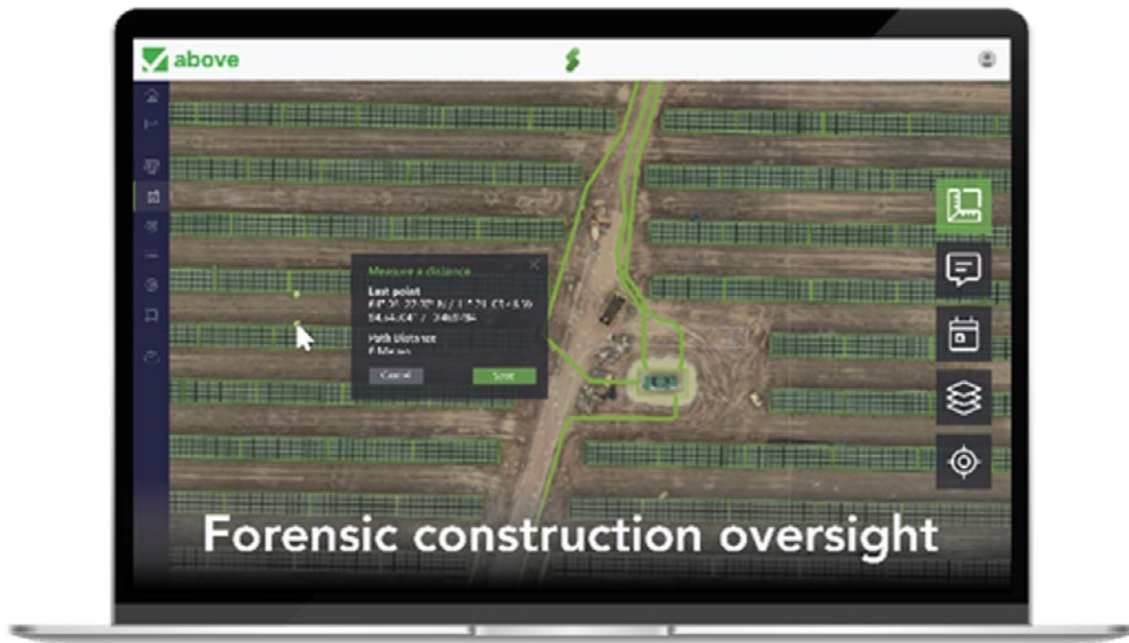 above
Measure a distance
Last point
Path Distance
Cancel
Save
Forensic construction oversight